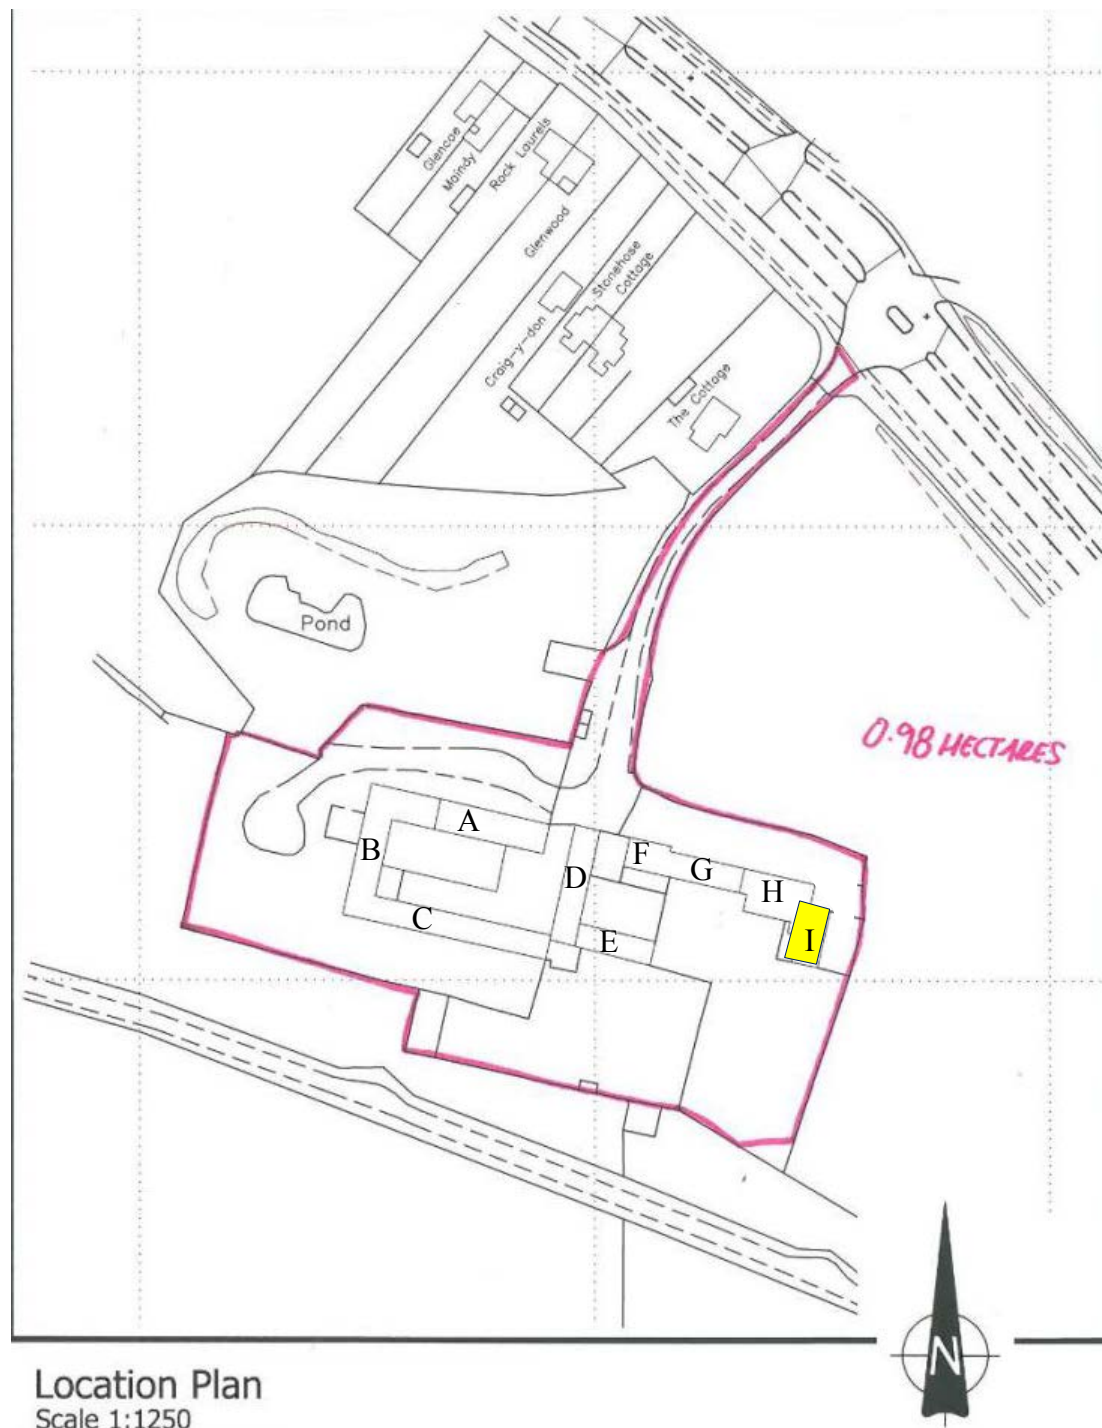 Glencoe
Maindy
Rock Laurels
Glenwood
Stonehose
Cottage
Craig-y-don
The Cottage
Pond
0.98 HECTARES
A
B
C
D
E
F
G
H
I
N
Location Plan
Scale 1:1250